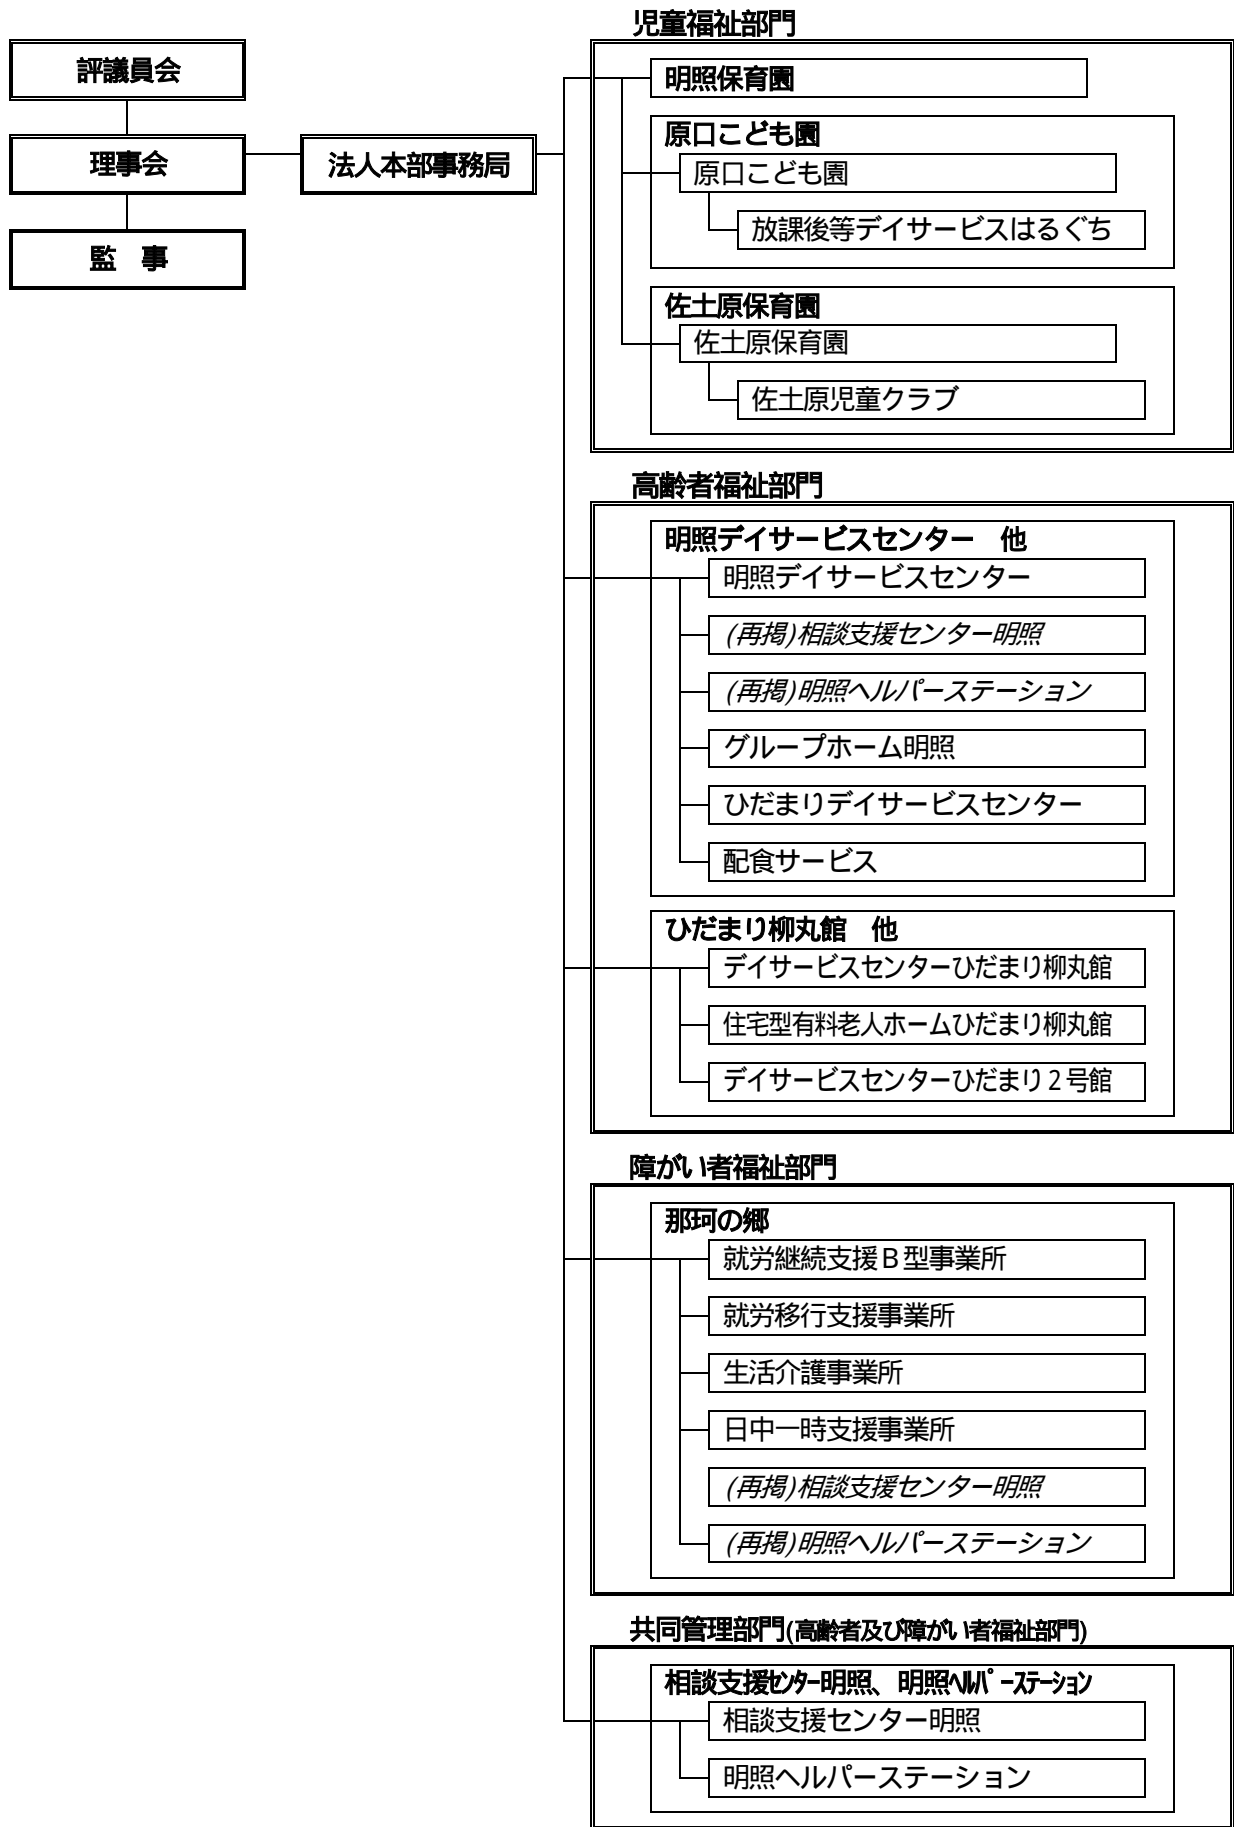 評議員会
理事会
監　事
法人本部事務局
児童福祉部門
明照保育園
原口こども園
原口こども園
放課後等デイサービスはるぐち
佐土原保育園
佐土原保育園
佐土原児童クラブ
高齢者福祉部門
明照デイサービスセンター　他
明照デイサービスセンター
(再掲)相談支援センター明照
(再掲)明照ヘルパーステーション
グループホーム明照
ひだまりデイサービスセンター
配食サービス
ひだまり柳丸館　他
デイサービスセンターひだまり柳丸館
住宅型有料老人ホームひだまり柳丸館
デイサービスセンターひだまり２号館
障がい者福祉部門
那珂の郷
就労継続支援Ｂ型事業所
就労移行支援事業所
生活介護事業所
日中一時支援事業所
(再掲)相談支援センター明照
(再掲)明照ヘルパーステーション
共同管理部門(高齢者及び障がい者福祉部門)
相談支援ｾﾝﾀｰ明照、明照ﾍﾙﾊﾟｰｽﾃｰｼｮﾝ
相談支援センター明照
明照ヘルパーステーション